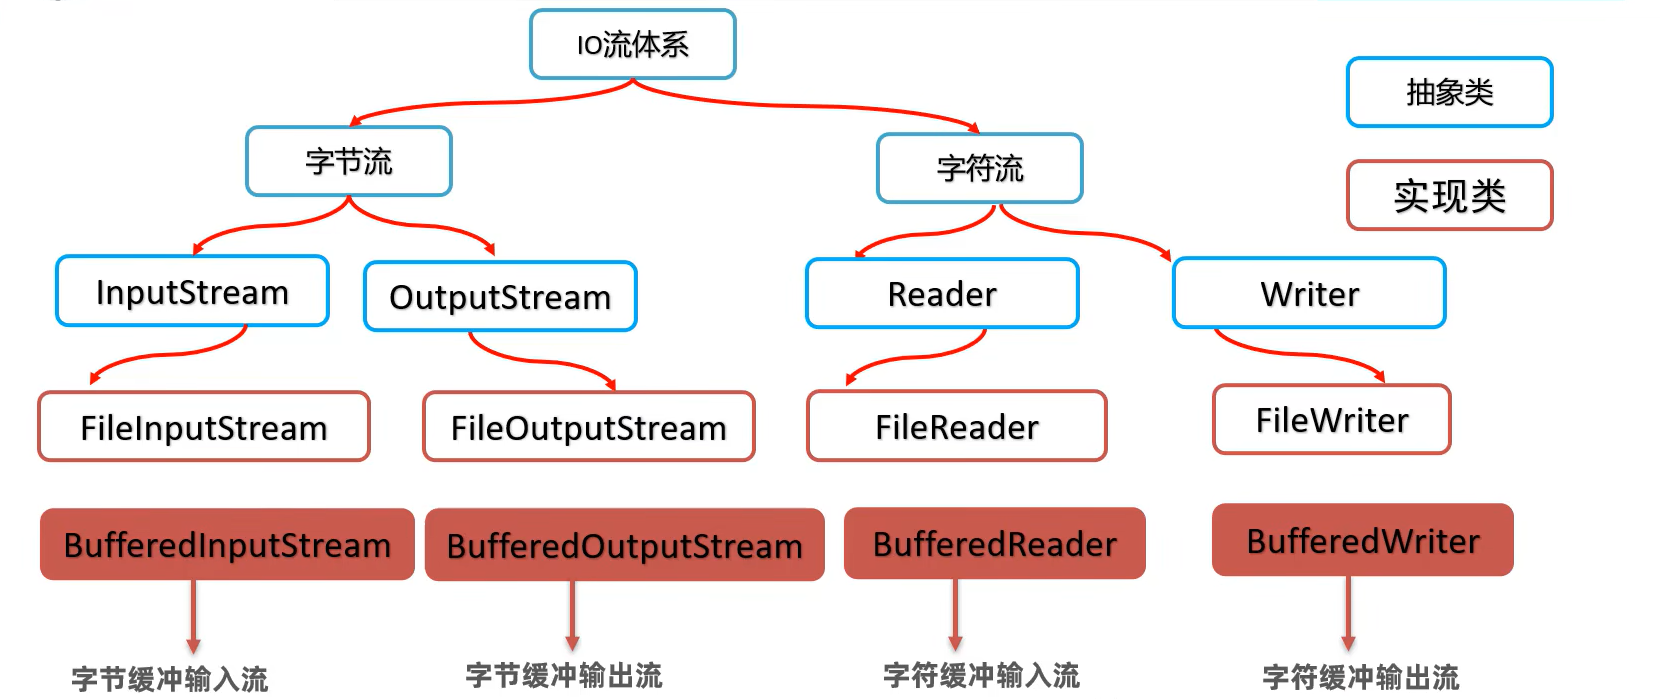 IO流体系
抽象类
字节流
字符流
实现类
InputStream
OutputStream
Reader
Writer
FileInputStream
FileOutputStream
FileReader
FileWriter
BufferedInputStream
BufferedOutputStream
BufferedReader
BufferedWriter
字节缓冲输入流
字节缓冲输出流
字符缓冲输入流
字符缓冲输出流